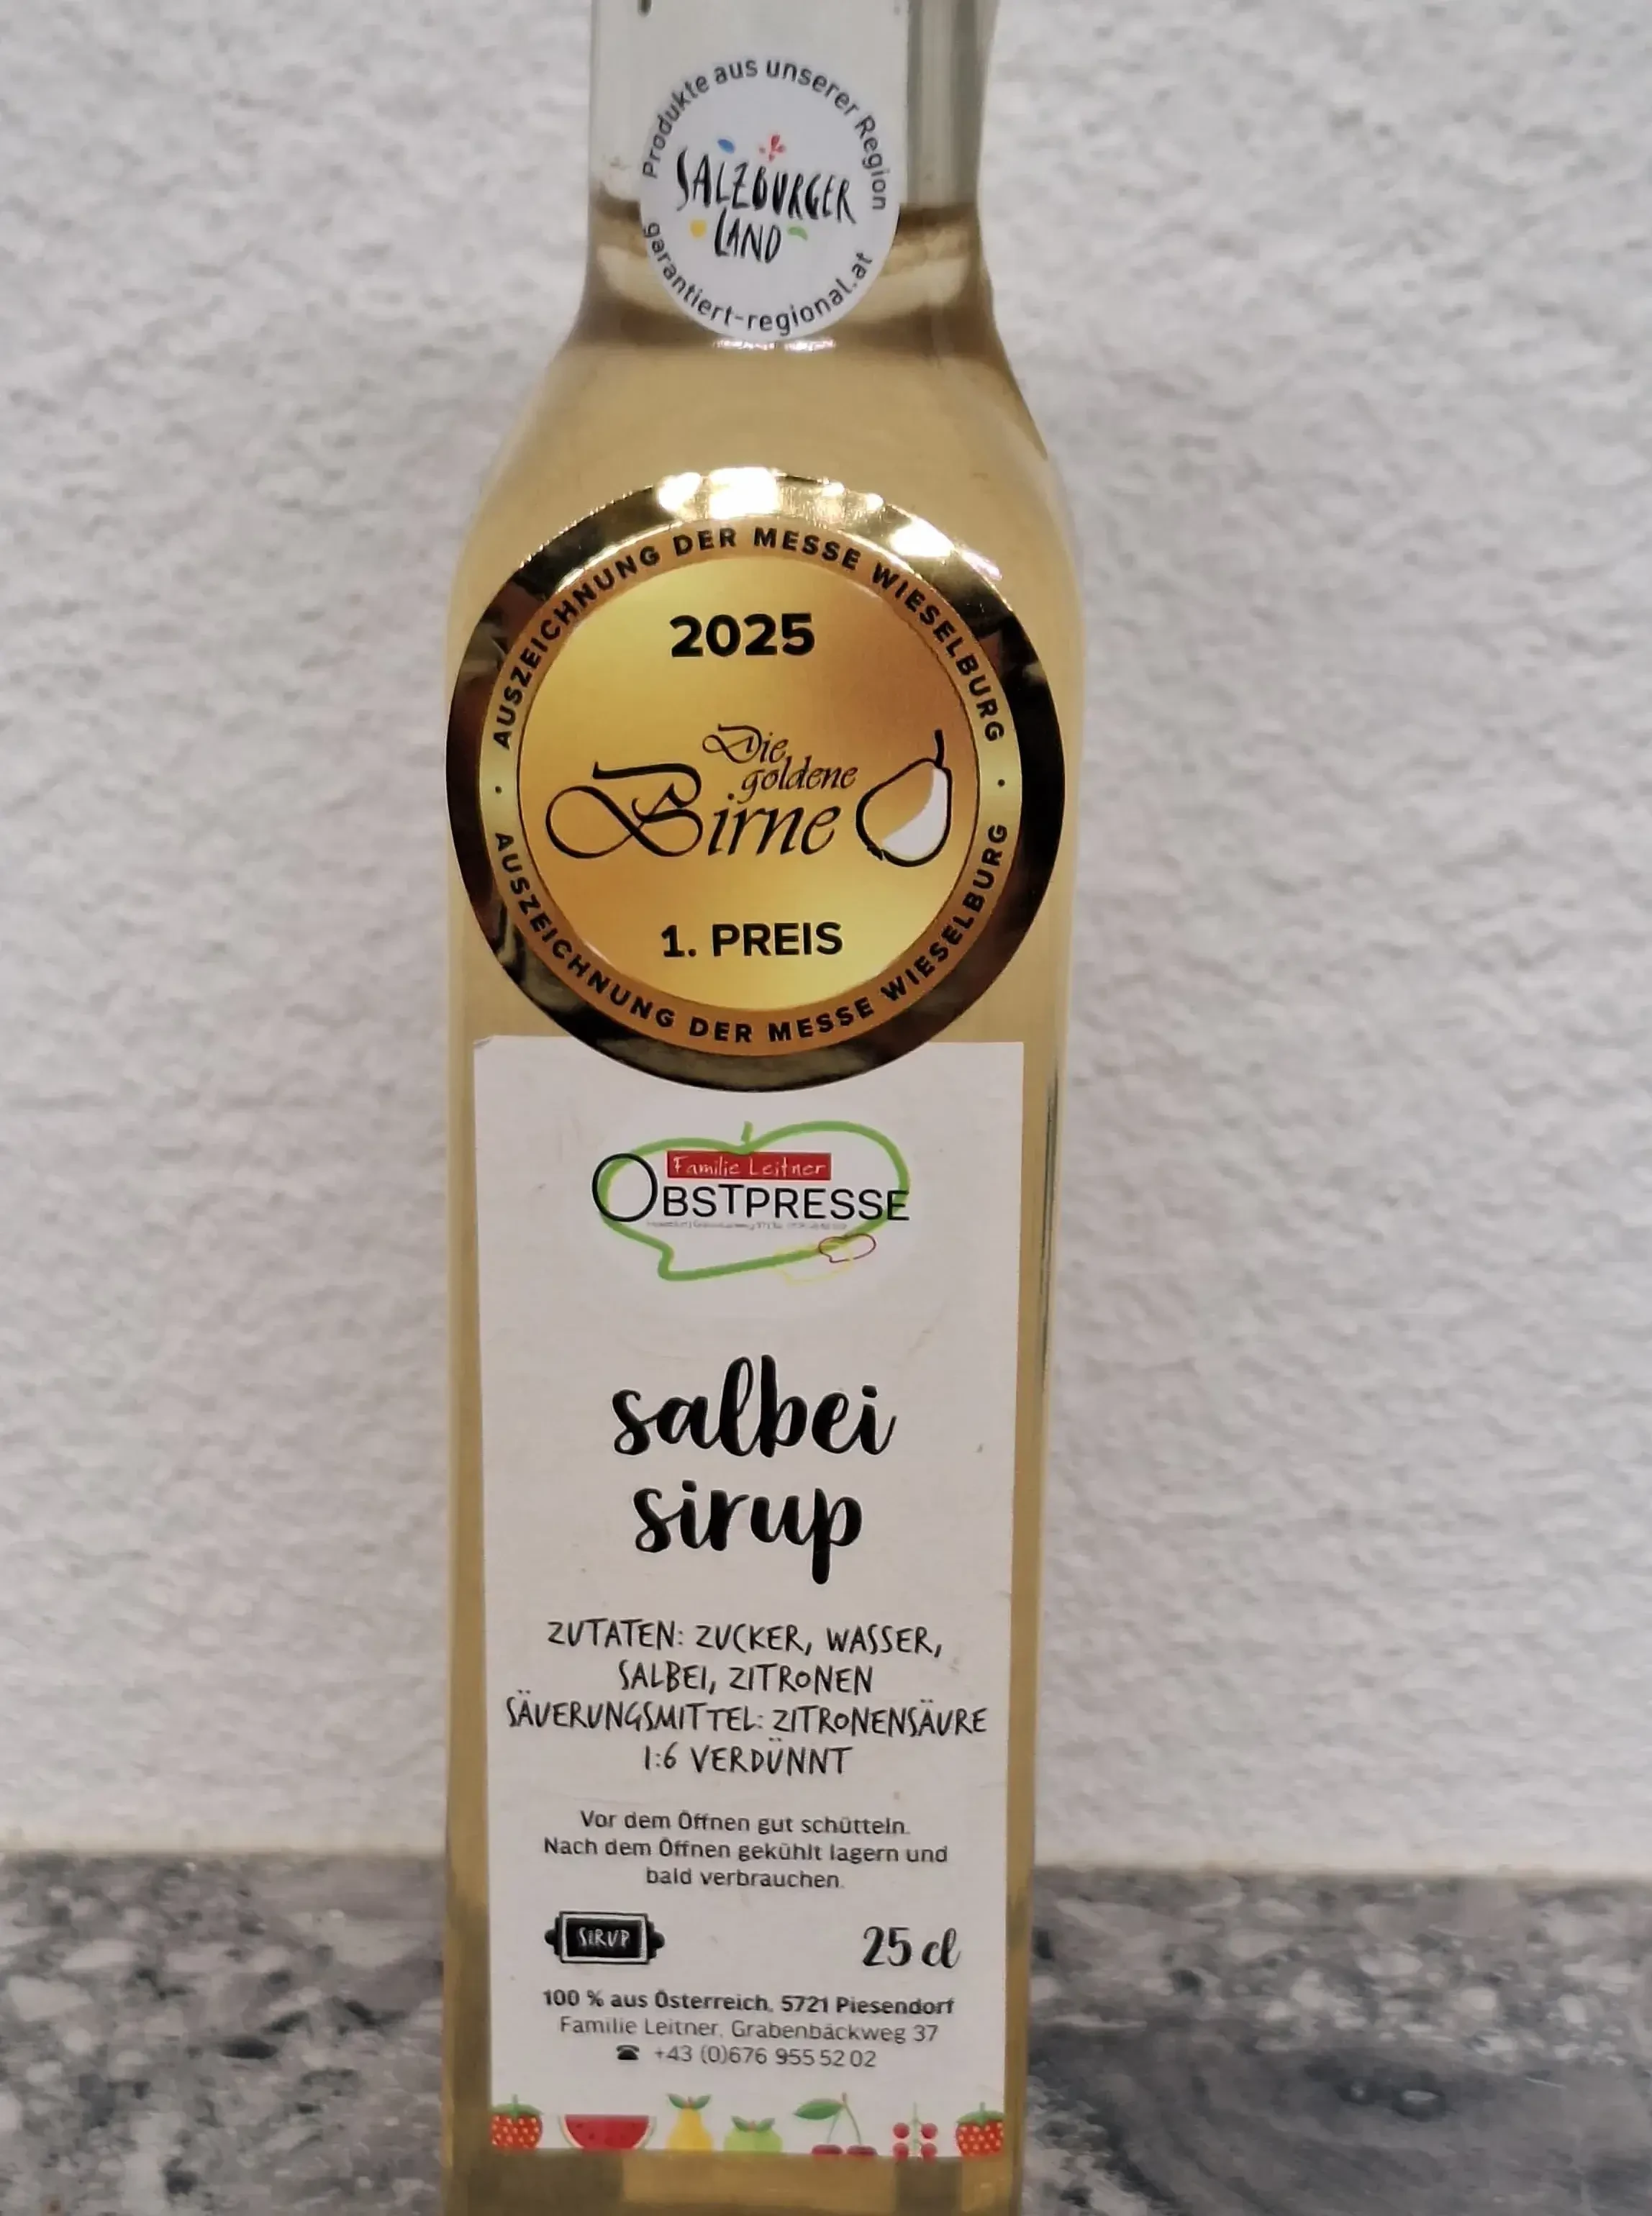 Produkte aus unserer Region
SALZBURGER
LAND
garantiert-regional.at
AUSZEICHNUNG DER MESSE WIESELBURG
2025
Die
goldene
Birne
1. PREIS
AUSZEICHNUNG DER MESSE WIESELBURG
Familie Leitner
OBSTPRESSE
salbei
sirup
ZUTATEN: ZUCKER, WASSER,
SALBEI, ZITRONEN
SÄUERUNGSMITTEL: ZITRONENSÄURE
1:6 VERDÜNNT
Vor dem Öffnen gut schütteln.
Nach dem Öffnen gekühlt lagern und
bald verbrauchen.
SIRUP
25 cl
100 % aus Österreich, 5721 Piesendorf
Familie Leitner, Grabenbäckweg 37
☎ +43 (0)676 955 52 02